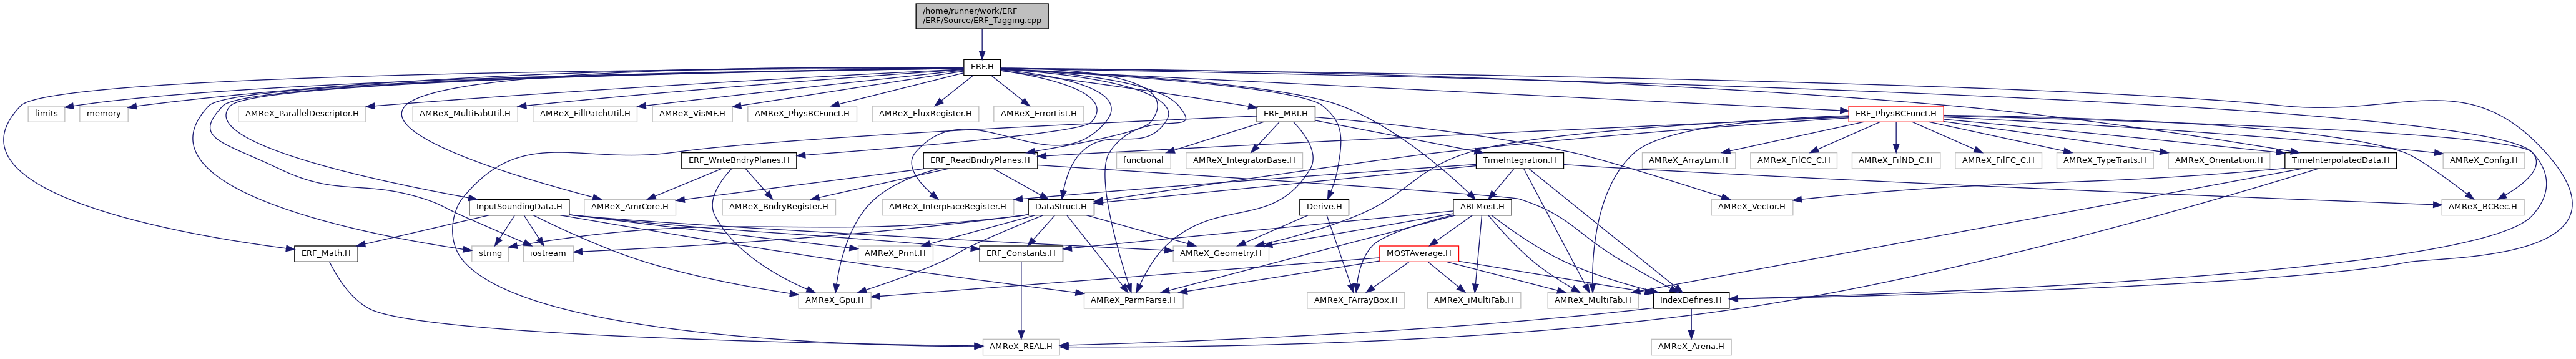 /home/runner/work/ERF
/ERF/Source/ERF_Tagging.cpp
ERF.H
limits
memory
AMReX_ParallelDescriptor.H
AMReX_MultiFabUtil.H
AMReX_FillPatchUtil.H
AMReX_VisMF.H
AMReX_PhysBCFunct.H
AMReX_FluxRegister.H
AMReX_ErrorList.H
ERF_MRI.H
ERF_PhysBCFunct.H
ERF_WriteBndryPlanes.H
ERF_ReadBndryPlanes.H
functional
AMReX_IntegratorBase.H
TimeIntegration.H
AMReX_ArrayLim.H
AMReX_FilCC_C.H
AMReX_FilND_C.H
AMReX_FilFC_C.H
AMReX_TypeTraits.H
AMReX_Orientation.H
TimeInterpolatedData.H
AMReX_Config.H
InputSoundingData.H
AMReX_AmrCore.H
AMReX_BndryRegister.H
AMReX_InterpFaceRegister.H
DataStruct.H
Derive.H
ABLMost.H
AMReX_Vector.H
AMReX_BCRec.H
ERF_Math.H
string
iostream
AMReX_Print.H
ERF_Constants.H
AMReX_Geometry.H
MOSTAverage.H
AMReX_Gpu.H
AMReX_ParmParse.H
AMReX_FArrayBox.H
AMReX_iMultiFab.H
AMReX_MultiFab.H
IndexDefines.H
AMReX_REAL.H
AMReX_Arena.H